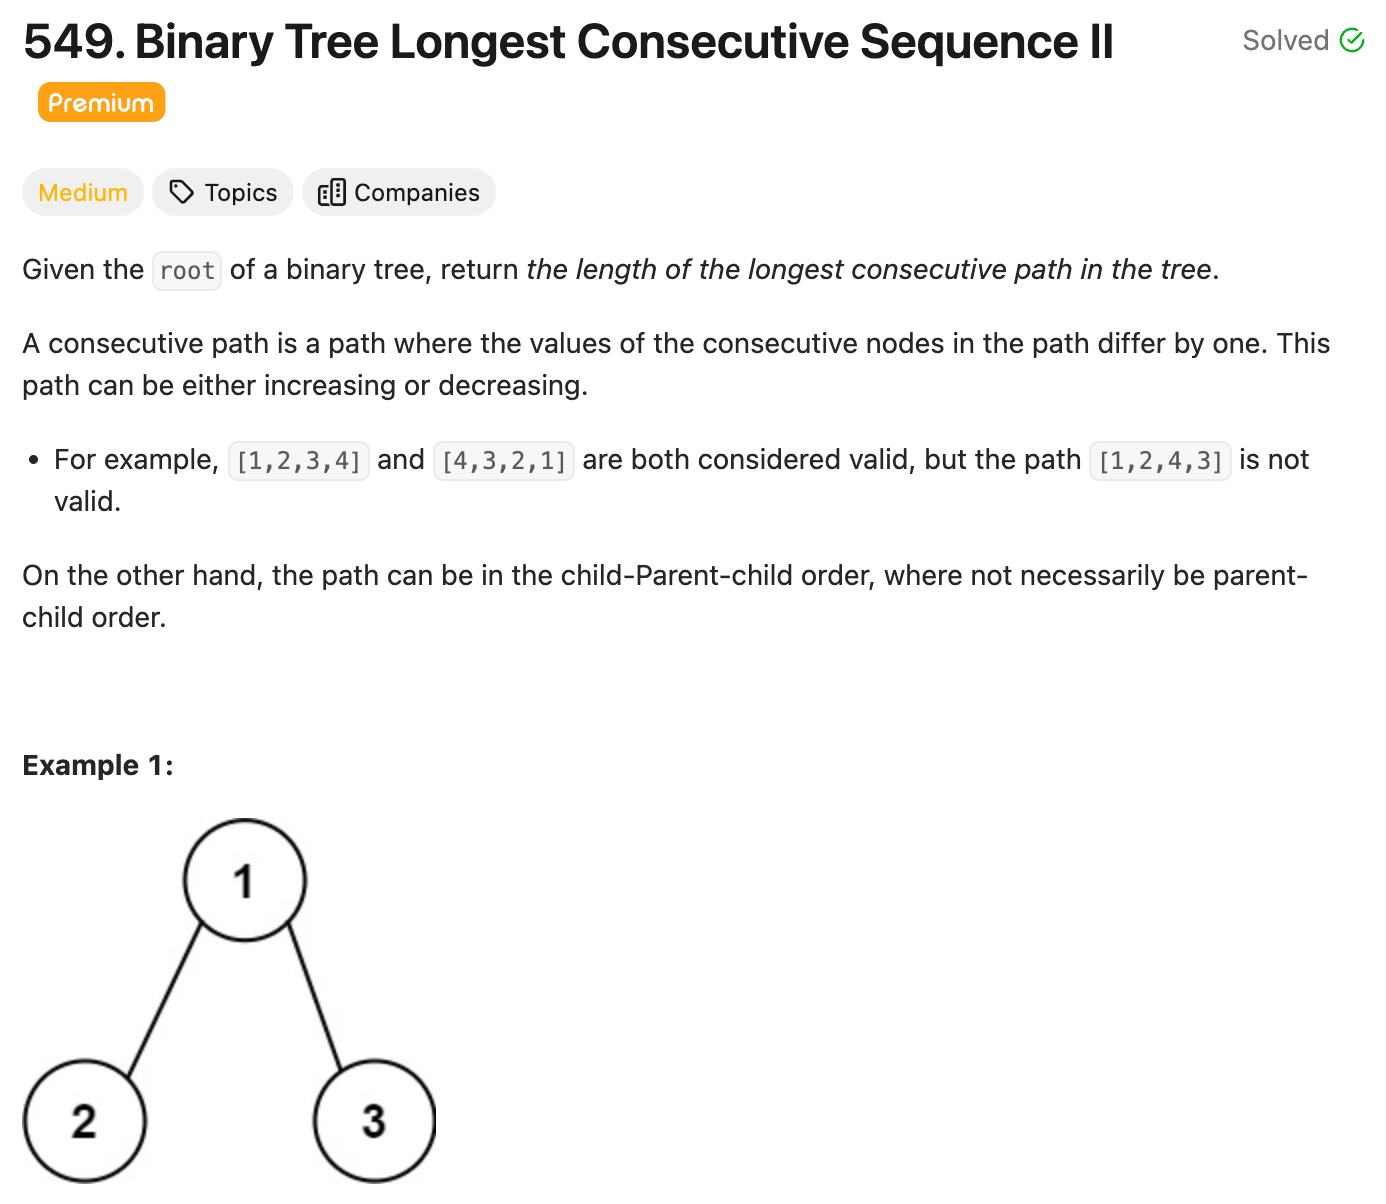 549. Binary Tree Longest Consecutive Sequence II
Solved
Premium
Medium
Topics
Companies
Given the root of a binary tree, return the length of the longest consecutive path in the tree.
A consecutive path is a path where the values of the consecutive nodes in the path differ by one. This
path can be either increasing or decreasing.
• For example, [1,2,3,4] and [4,3,2,1] are both considered valid, but the path [1,2,4,3] is not
valid.
On the other hand, the path can be in the child-Parent-child order, where not necessarily be parent-
child order.
Example 1:
1
2
3